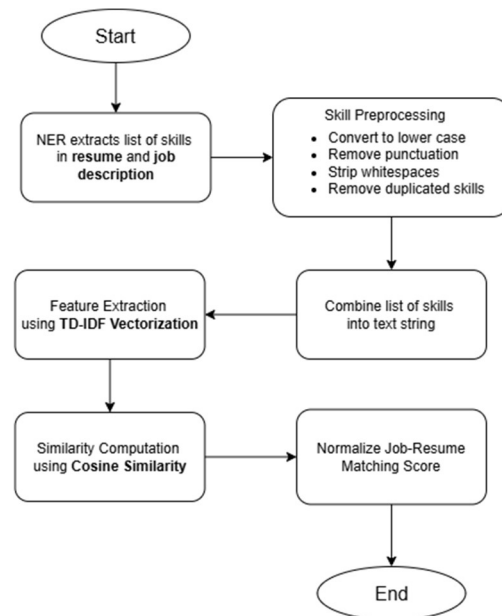 Start
NER extracts list of skills
in resume and job
description
Skill Preprocessing
• Convert to lower case
• Remove punctuation
• Strip whitespaces
• Remove duplicated skills
Feature Extraction
using TD-IDF Vectorization
Combine list of skills
into text string
Similarity Computation
using Cosine Similarity
Normalize Job-Resume
Matching Score
End